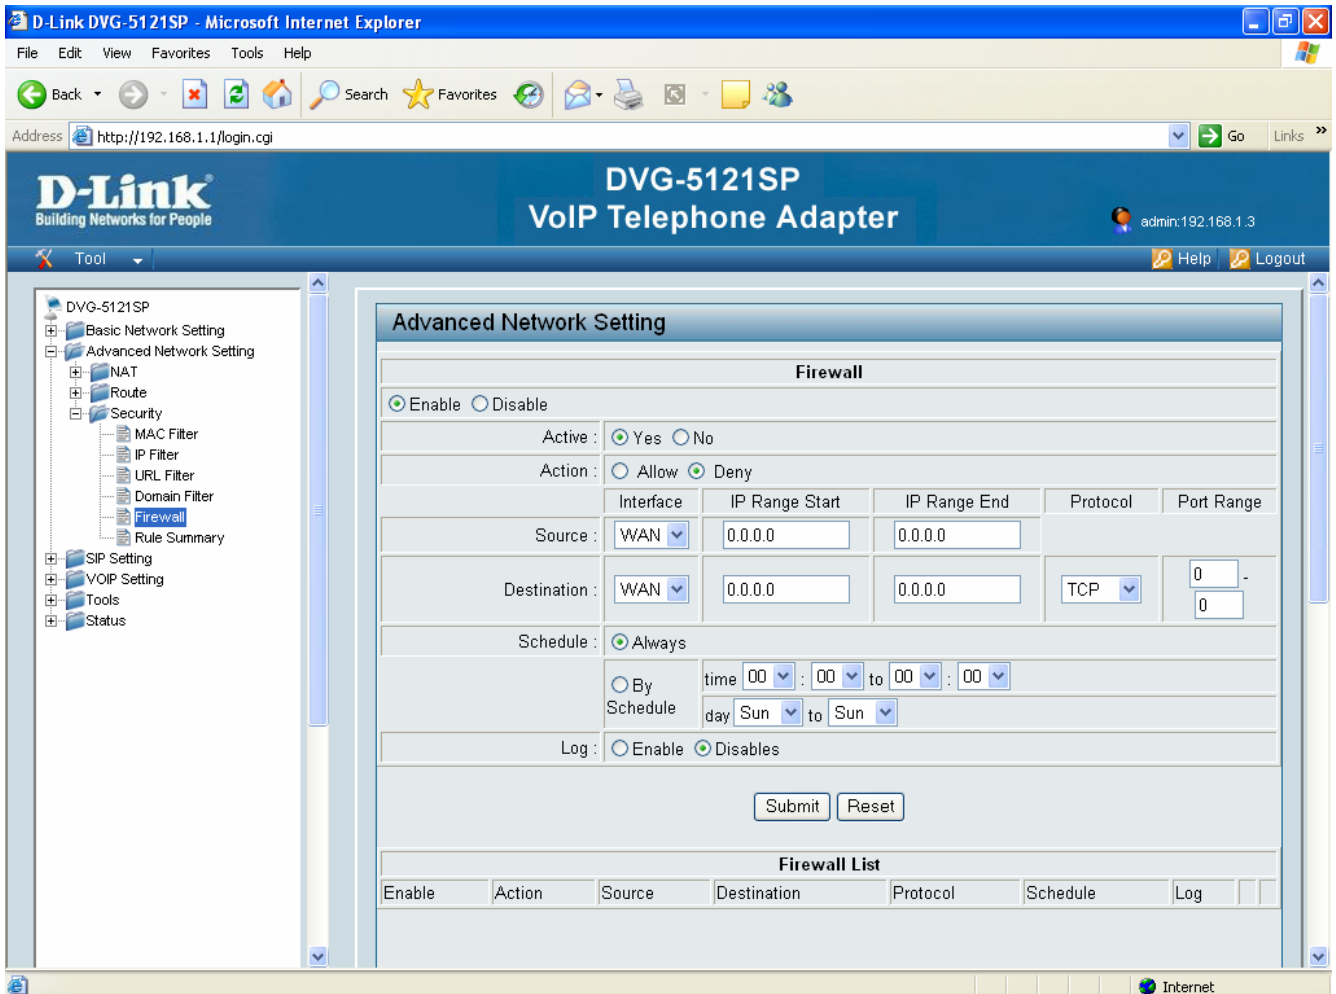 D-Link DVG-5121SP - Microsoft Internet Explorer
File Edit View Favorites Tools Help
Back Search Favorites
Address http://192.168.1.1/login.cgi Go Links »
D-Link
Building Networks for People
DVG-5121SP
VoIP Telephone Adapter
admin:192.168.1.3
Tool Help Logout
DVG-5121SP
Basic Network Setting
Advanced Network Setting
NAT
Route
Security
MAC Filter
IP Filter
URL Filter
Domain Filter
Firewall
Rule Summary
SIP Setting
VOIP Setting
Tools
Status
Advanced Network Setting
Firewall
Enable Disable
Active : Yes No
Action : Allow Deny
Interface IP Range Start IP Range End Protocol Port Range
Source : WAN 0.0.0.0 0.0.0.0
Destination : WAN 0.0.0.0 0.0.0.0 TCP 0 - 0
Schedule : Always
By Schedule time 00 : 00 to 00 : 00
day Sun to Sun
Log : Enable Disables
Submit Reset
Firewall List
Enable Action Source Destination Protocol Schedule Log
Internet